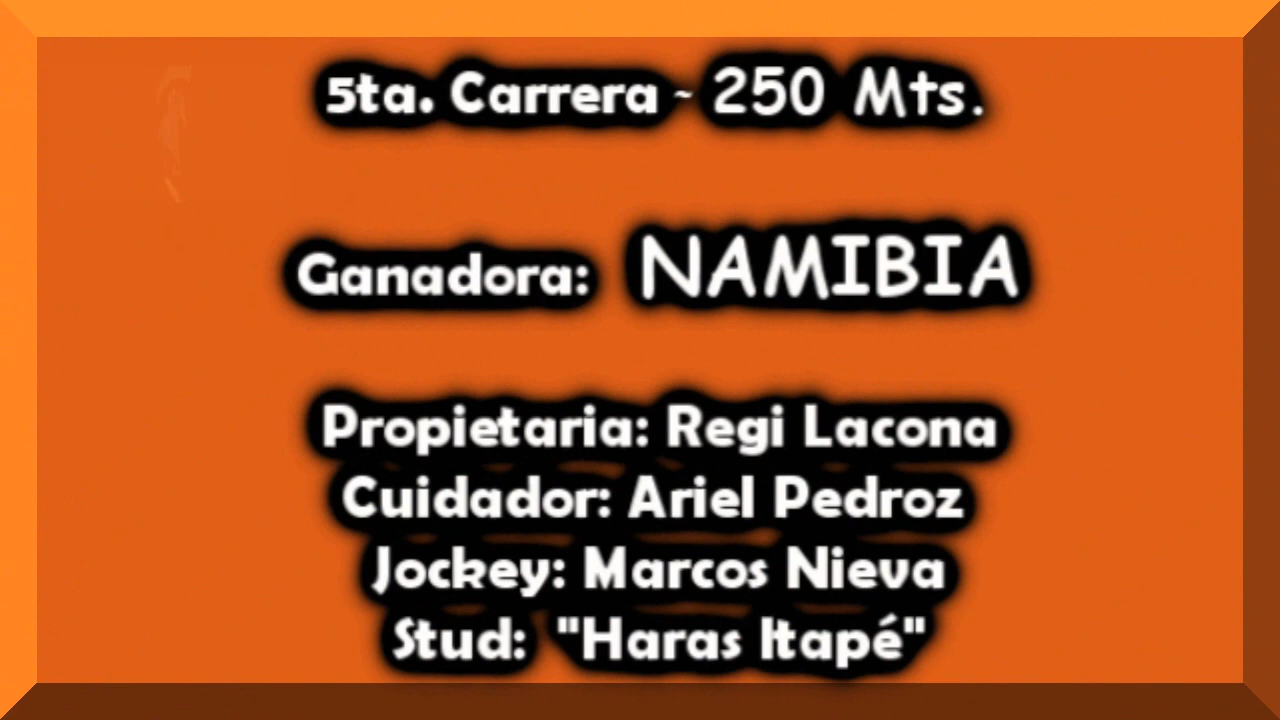 5ta. Carrera - 250 Mts.
Ganadora: NAMIBIA
Propietaria: Regi Lacona
Cuidador: Ariel Pedroz
Jockey: Marcos Nieva
Stud: "Haras Itapé"